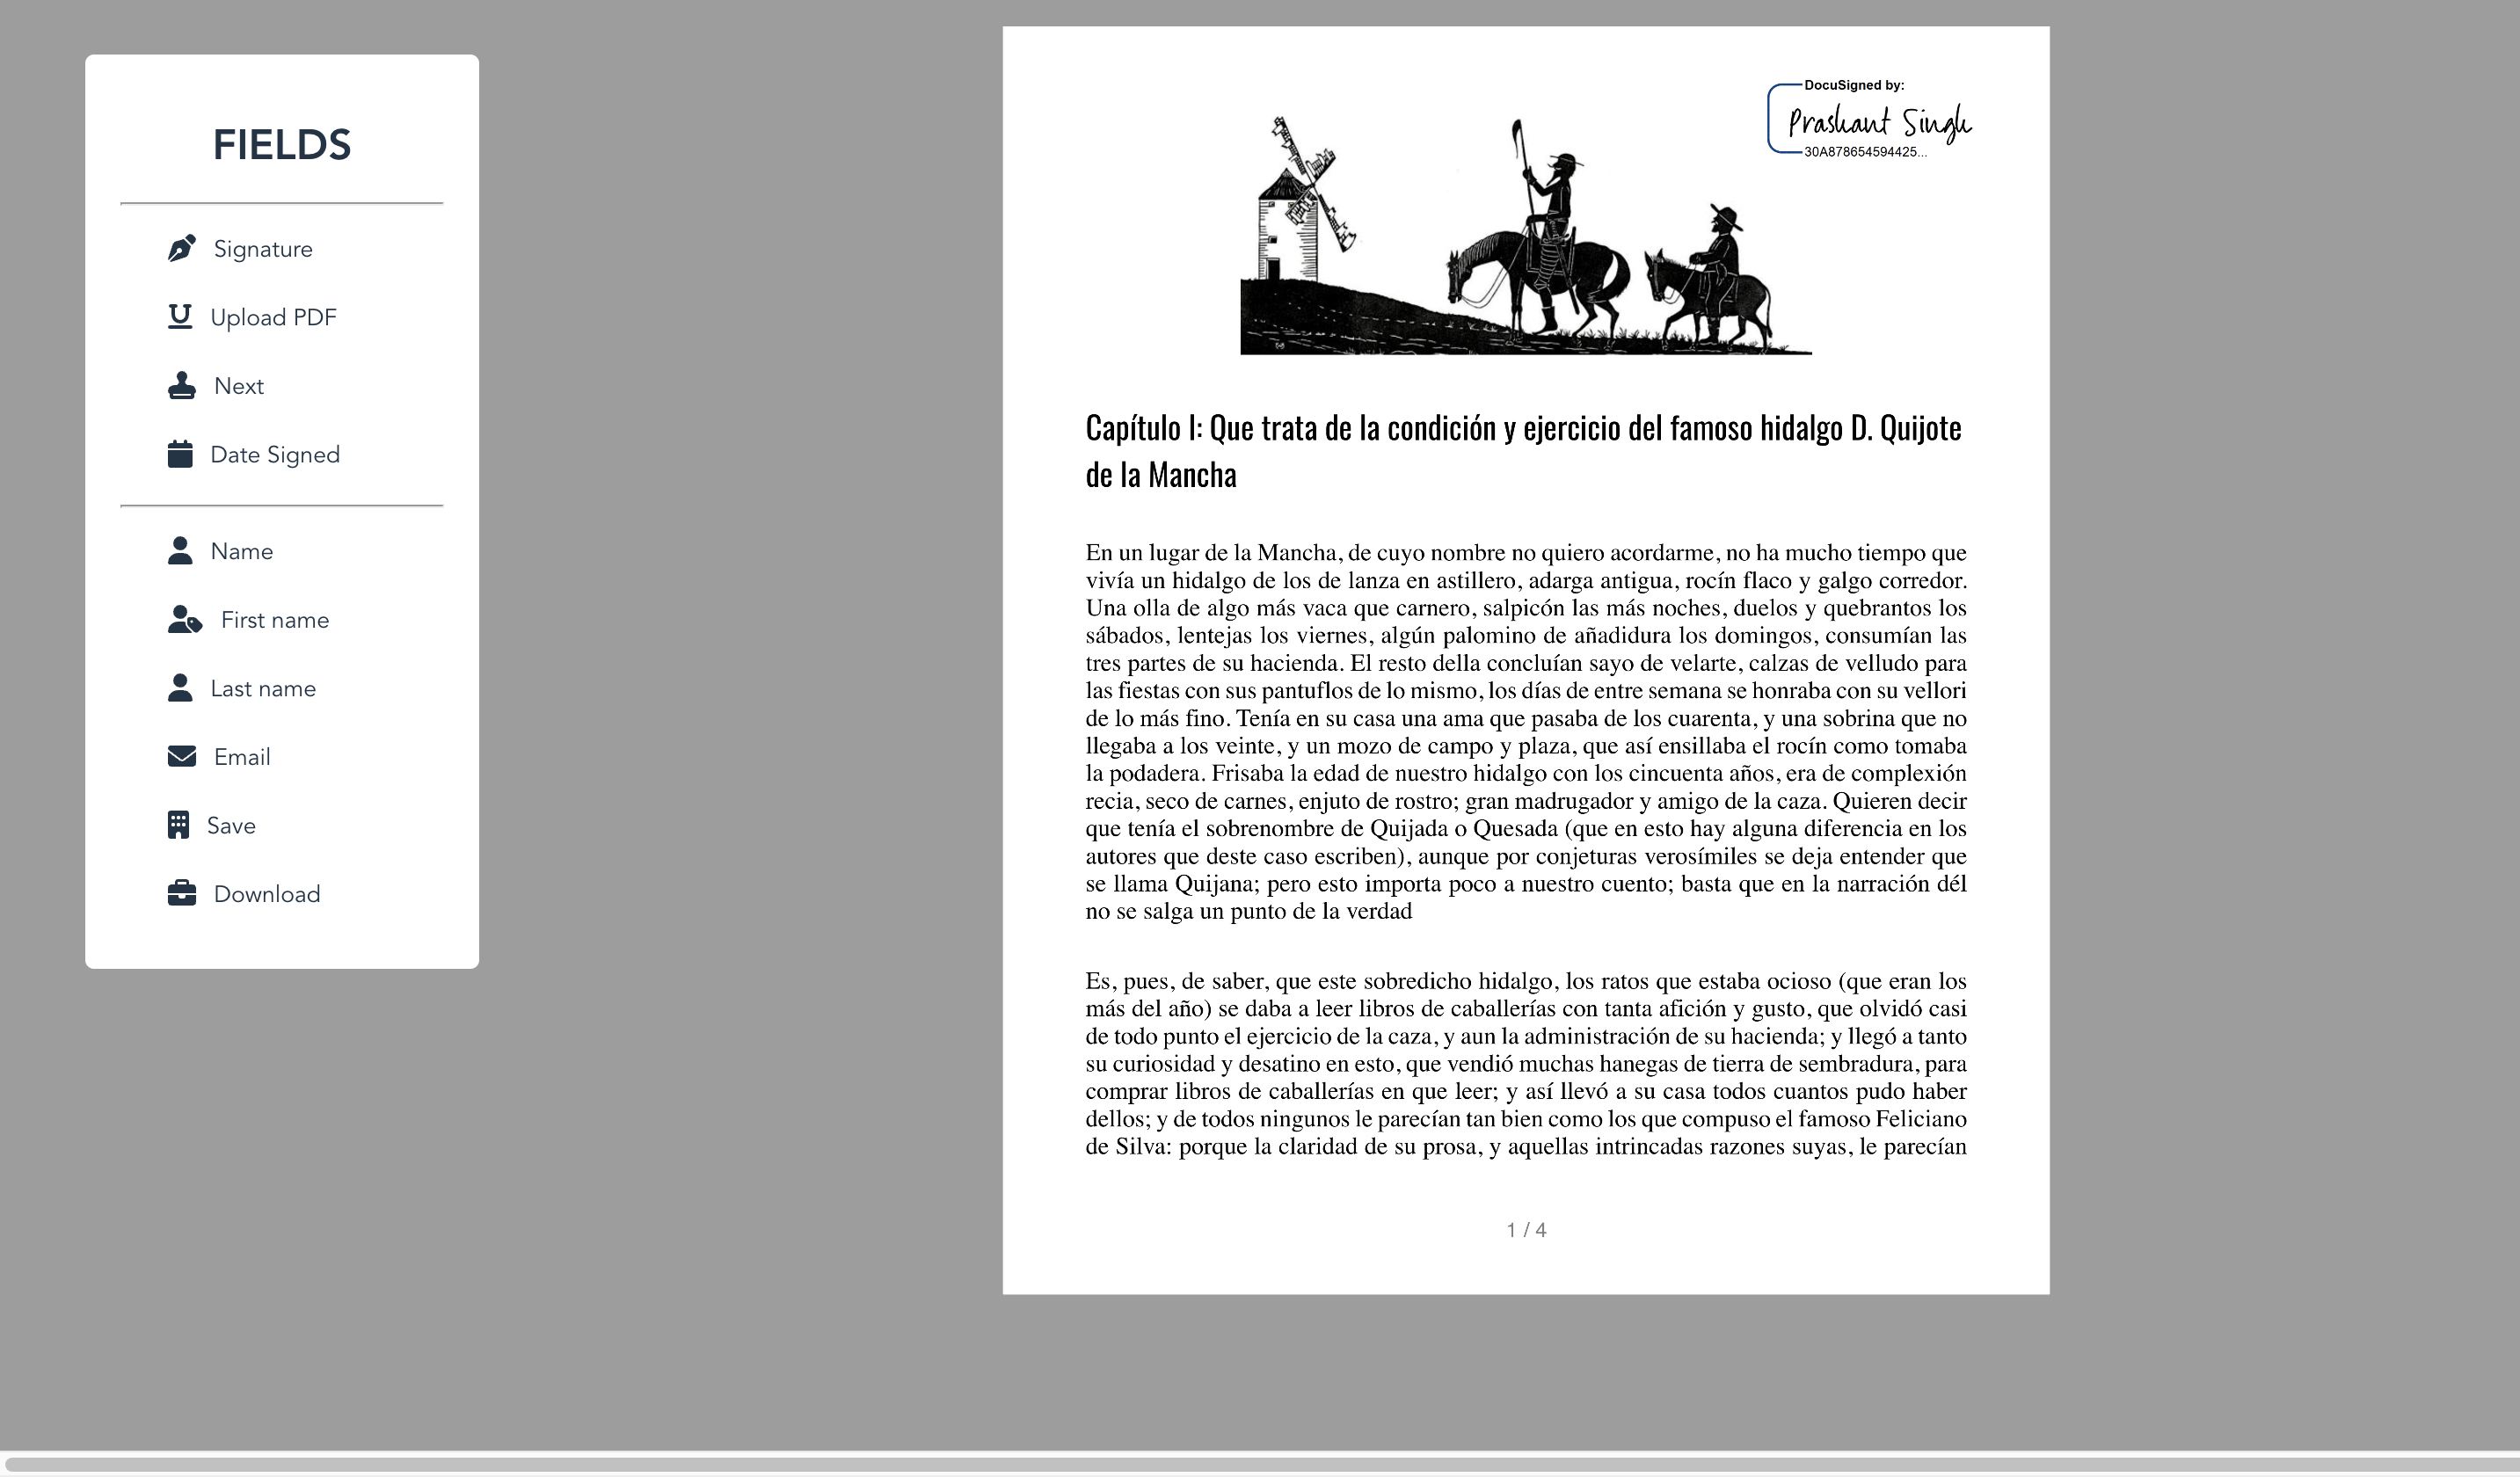 FIELDS
Signature
Upload PDF
Next
Date Signed
Name
First name
Last name
Email
Save
Download
DocuSigned by:
Prashant Singh
30A878654594425...
Capítulo I: Que trata de la condición y ejercicio del famoso hidalgo D. Quijote
de la Mancha
En un lugar de la Mancha, de cuyo nombre no quiero acordarme, no ha mucho tiempo que
vivía un hidalgo de los de lanza en astillero, adarga antigua, rocín flaco y galgo corredor.
Una olla de algo más vaca que carnero, salpicón las más noches, duelos y quebrantos los
sábados, lentejas los viernes, algún palomino de añadidura los domingos, consumían las
tres partes de su hacienda. El resto della concluían sayo de velarte, calzas de velludo para
las fiestas con sus pantuflos de lo mismo, los días de entre semana se honraba con su vellori
de lo más fino. Tenía en su casa una ama que pasaba de los cuarenta, y una sobrina que no
llegaba a los veinte, y un mozo de campo y plaza, que así ensillaba el rocín como tomaba
la podadera. Frisaba la edad de nuestro hidalgo con los cincuenta años, era de complexión
recia, seco de carnes, enjuto de rostro; gran madrugador y amigo de la caza. Quieren decir
que tenía el sobrenombre de Quijada o Quesada (que en esto hay alguna diferencia en los
autores que deste caso escriben), aunque por conjeturas verosímiles se deja entender que
se llama Quijana; pero esto importa poco a nuestro cuento; basta que en la narración dél
no se salga un punto de la verdad
Es, pues, de saber, que este sobredicho hidalgo, los ratos que estaba ocioso (que eran los
más del año) se daba a leer libros de caballerías con tanta afición y gusto, que olvidó casi
de todo punto el ejercicio de la caza, y aun la administración de su hacienda; y llegó a tanto
su curiosidad y desatino en esto, que vendió muchas hanegas de tierra de sembradura, para
comprar libros de caballerías en que leer; y así llevó a su casa todos cuantos pudo haber
dellos; y de todos ningunos le parecían tan bien como los que compuso el famoso Feliciano
de Silva: porque la claridad de su prosa, y aquellas intrincadas razones suyas, le parecían
1 / 4